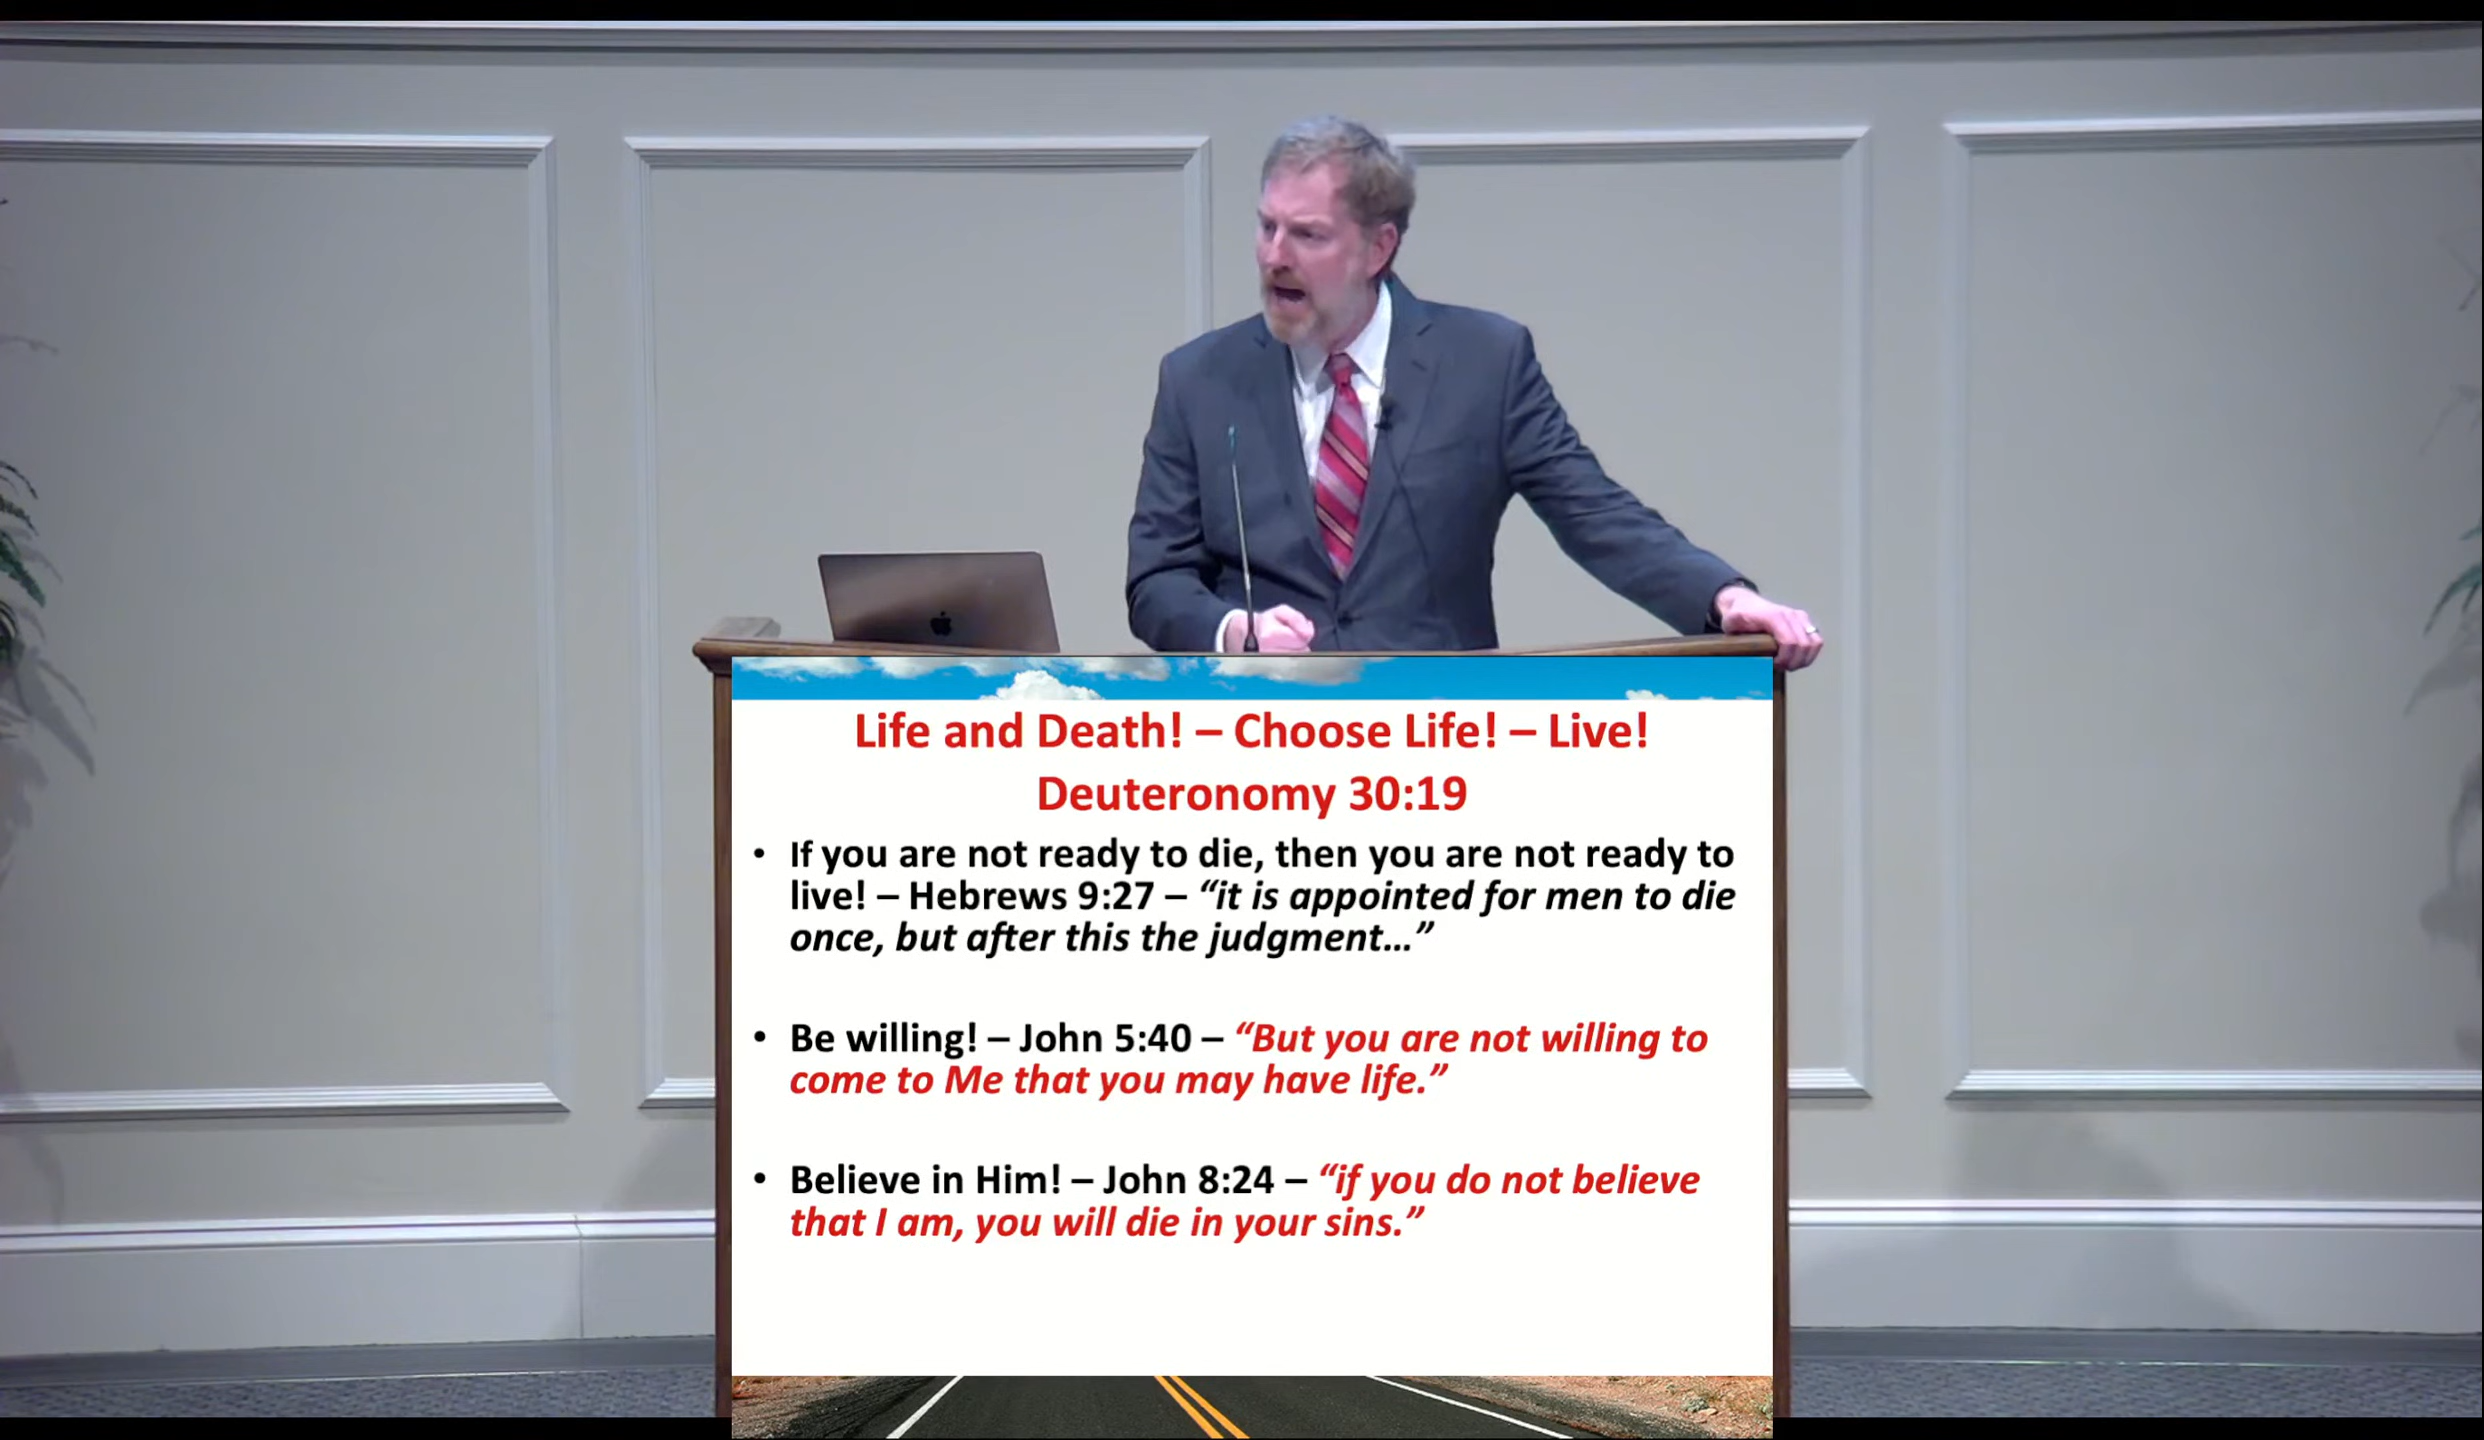 Life and Death! – Choose Life! – Live!
Deuteronomy 30:19
• If you are not ready to die, then you are not ready to
live! – Hebrews 9:27 – “it is appointed for men to die
once, but after this the judgment...”
• Be willing! – John 5:40 – “But you are not willing to
come to Me that you may have life.”
• Believe in Him! – John 8:24 – “if you do not believe
that I am, you will die in your sins.”